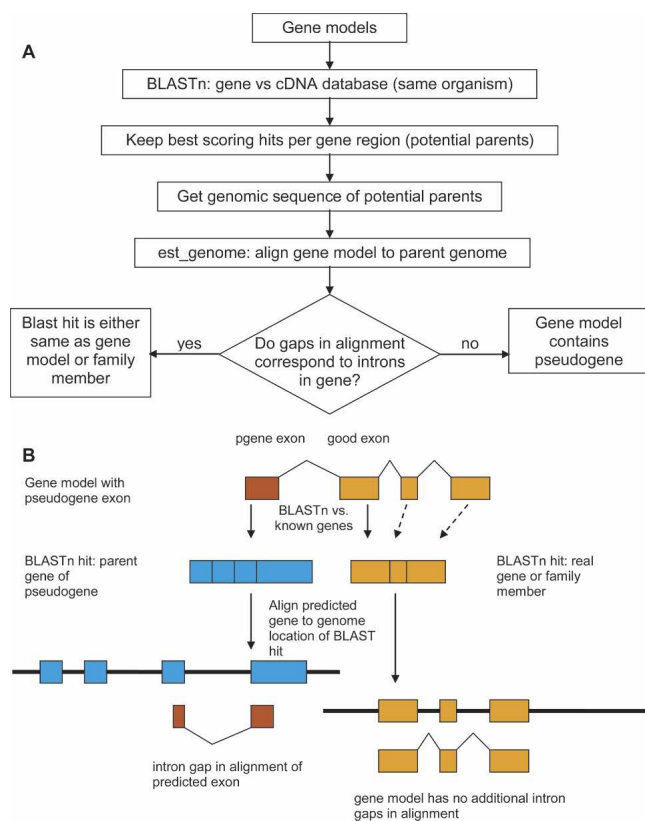 Gene models
A
BLASTn: gene vs cDNA database (same organism)
Keep best scoring hits per gene region (potential parents)
Get genomic sequence of potential parents
est_genome: align gene model to parent genome
Blast hit is either
same as gene
model or family
member
yes
Do gaps in alignment
correspond to introns
in gene?
no
Gene model
contains
pseudogene
B
pgene exon
good exon
Gene model with
pseudogene exon
BLASTn vs.
known genes
BLASTn hit: parent
gene of
pseudogene
BLASTn hit: real
gene or family
member
Align predicted
gene to genome
location of BLAST
hit
intron gap in alignment of
predicted exon
gene model has no additional intron
gaps in alignment